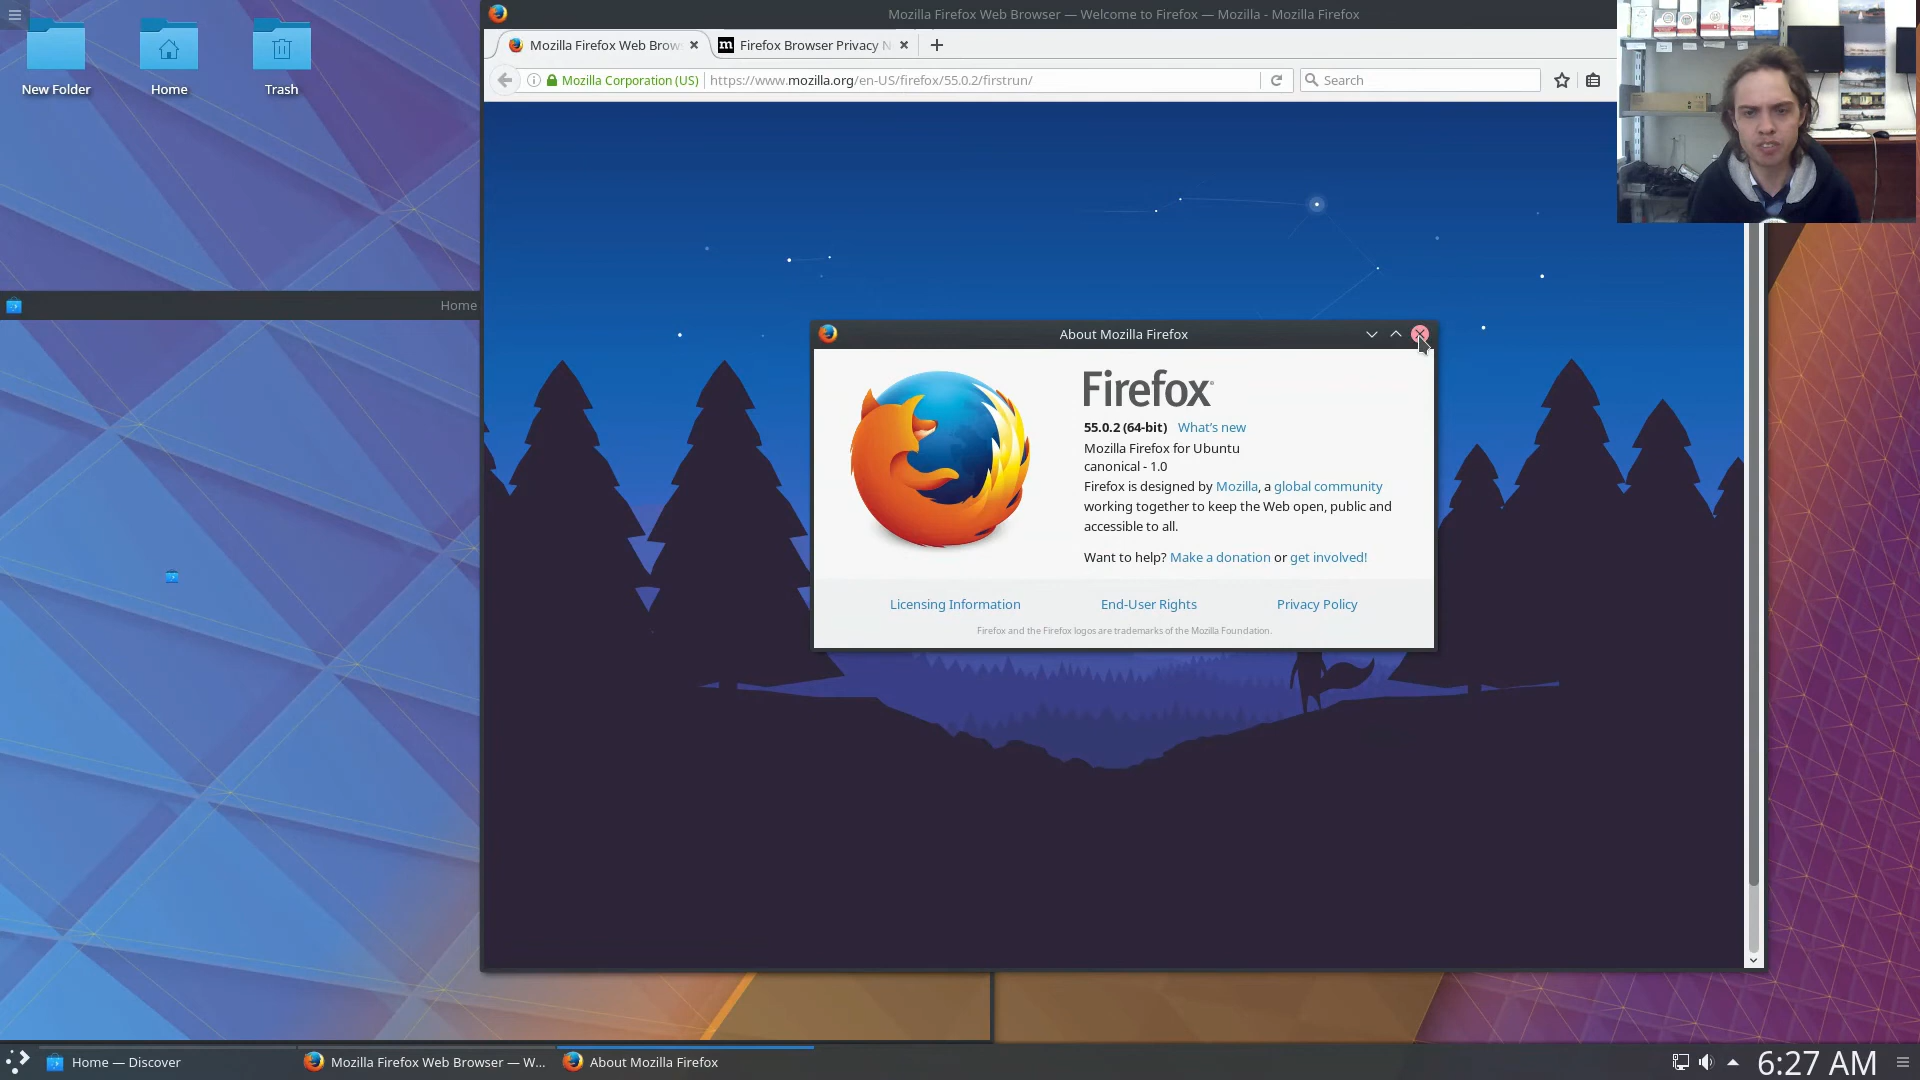 Mozilla Firefox Web Browser — Welcome to Firefox — Mozilla - Mozilla Firefox
Mozilla Firefox Web Brow
Firefox Browser Privacy N
Mozilla Corporation (US)
https://www.mozilla.org/en-US/firefox/55.0.2/firstrun/
Search
New Folder
Home
Trash
Home
About Mozilla Firefox
Firefox
55.0.2 (64-bit) What's new
Mozilla Firefox for Ubuntu
canonical - 1.0
Firefox is designed by Mozilla, a global community
working together to keep the Web open, public and
accessible to all.
Want to help? Make a donation or get involved!
Licensing Information
End-User Rights
Privacy Policy
Firefox and the Firefox logos are trademarks of the Mozilla Foundation.
Home — Discover
Mozilla Firefox Web Browser — W...
About Mozilla Firefox
6:27 AM